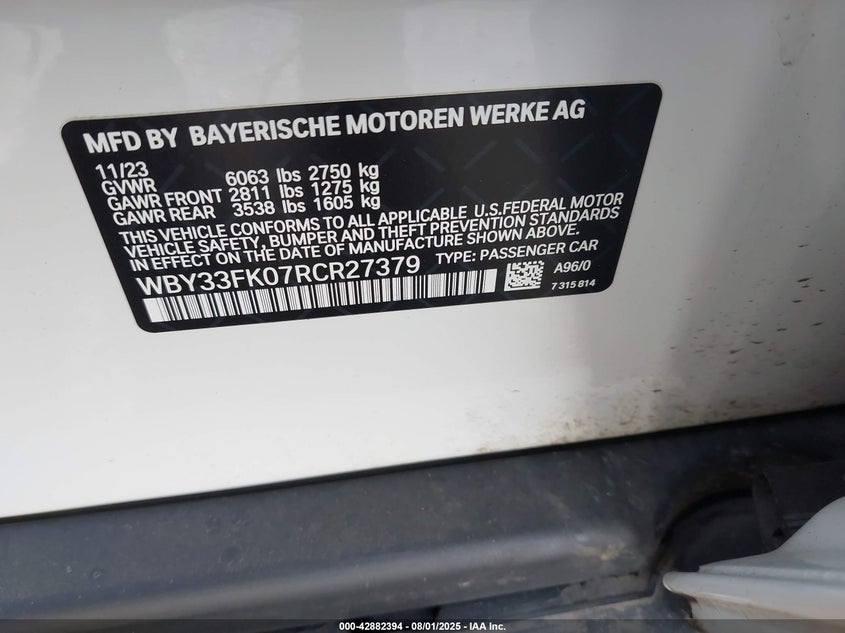 MFD BY BAYERISCHE MOTOREN WERKE AG
11/23
GVWR 6063 lbs 2750 kg
GAWR FRONT 2811 lbs 1275 kg
GAWR REAR 3538 lbs 1605 kg
THIS VEHICLE CONFORMS TO ALL APPLICABLE U.S.FEDERAL MOTOR
VEHICLE SAFETY, BUMPER AND THEFT PREVENTION STANDARDS
IN EFFECT ON THE DATE OF MANUFACTURE SHOWN ABOVE.
WBY33FK07RCR27379 TYPE: PASSENGER CAR
A96/0
7 315 814
000-42882394 - 08/01/2025 - IAA Inc.